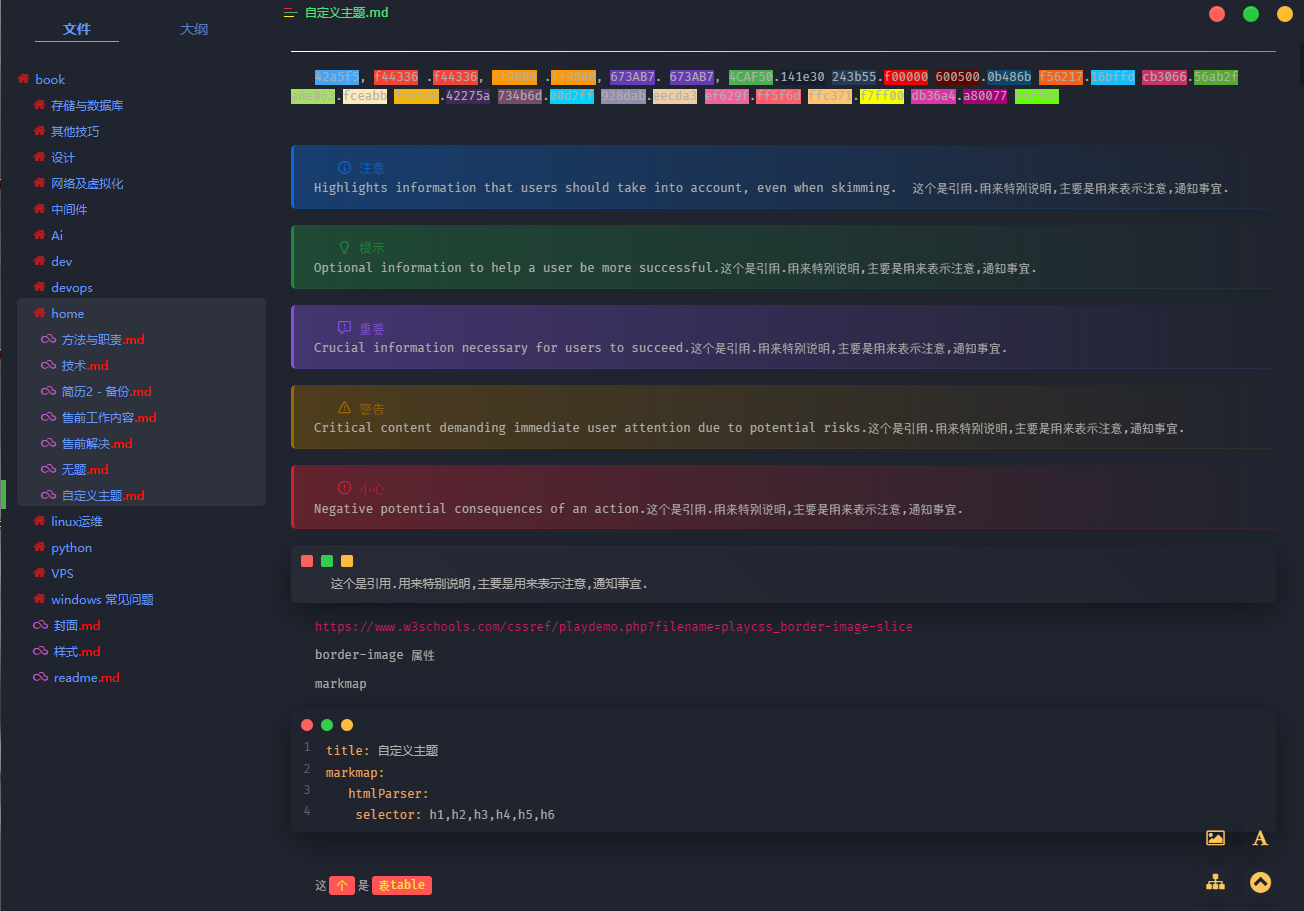 文件
大纲
book
存储与数据库
其他技巧
设计
网络及虚拟化
中间件
Ai
dev
devops
home
方法与职责.md
技术.md
简历2 - 备份.md
售前工作内容.md
售前解决.md
无题.md
自定义主题.md
linux运维
python
VPS
windows 常见问题
封面.md
样式.md
readme.md
自定义主题.md
42a5f5, f44336 .f44336, ff9800 .ff9800, 673AB7. 673AB7, 4CAF50.141e30 243b55.f00000 600500.0b486b f56217.16bffd cb3066.56ab2f
a8e063.fceabb .42275a 734b6d.00d2ff 928dab.eecda3 ef629f.ff5f6d ffc371.f7ff00 db36a4.a80077
注意
Highlights information that users should take into account, even when skimming. 这个是引用.用来特别说明,主要是用来表示注意,通知事宜.
提示
Optional information to help a user be more successful.这个是引用.用来特别说明,主要是用来表示注意,通知事宜.
重要
Crucial information necessary for users to succeed.这个是引用.用来特别说明,主要是用来表示注意,通知事宜.
警告
Critical content demanding immediate user attention due to potential risks.这个是引用.用来特别说明,主要是用来表示注意,通知事宜.
小心
Negative potential consequences of an action.这个是引用.用来特别说明,主要是用来表示注意,通知事宜.
这个是引用.用来特别说明,主要是用来表示注意,通知事宜.
https://www.w3schools.com/cssref/playdemo.php?filename=playcss_border-image-slice
border-image 属性
markmap
1 title: 自定义主题
2 markmap:
3 htmlParser:
4 selector: h1,h2,h3,h4,h5,h6
这 个 是 表table
A